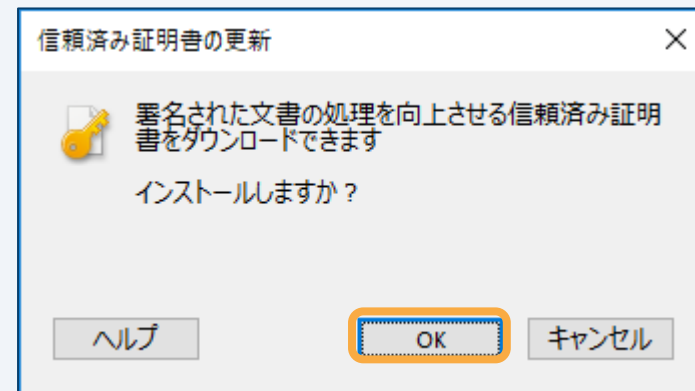 信頼済み証明書の更新
署名された文書の処理を向上させる信頼済み証明
書をダウンロードできます
インストールしますか？
ヘルプ OK キャンセル